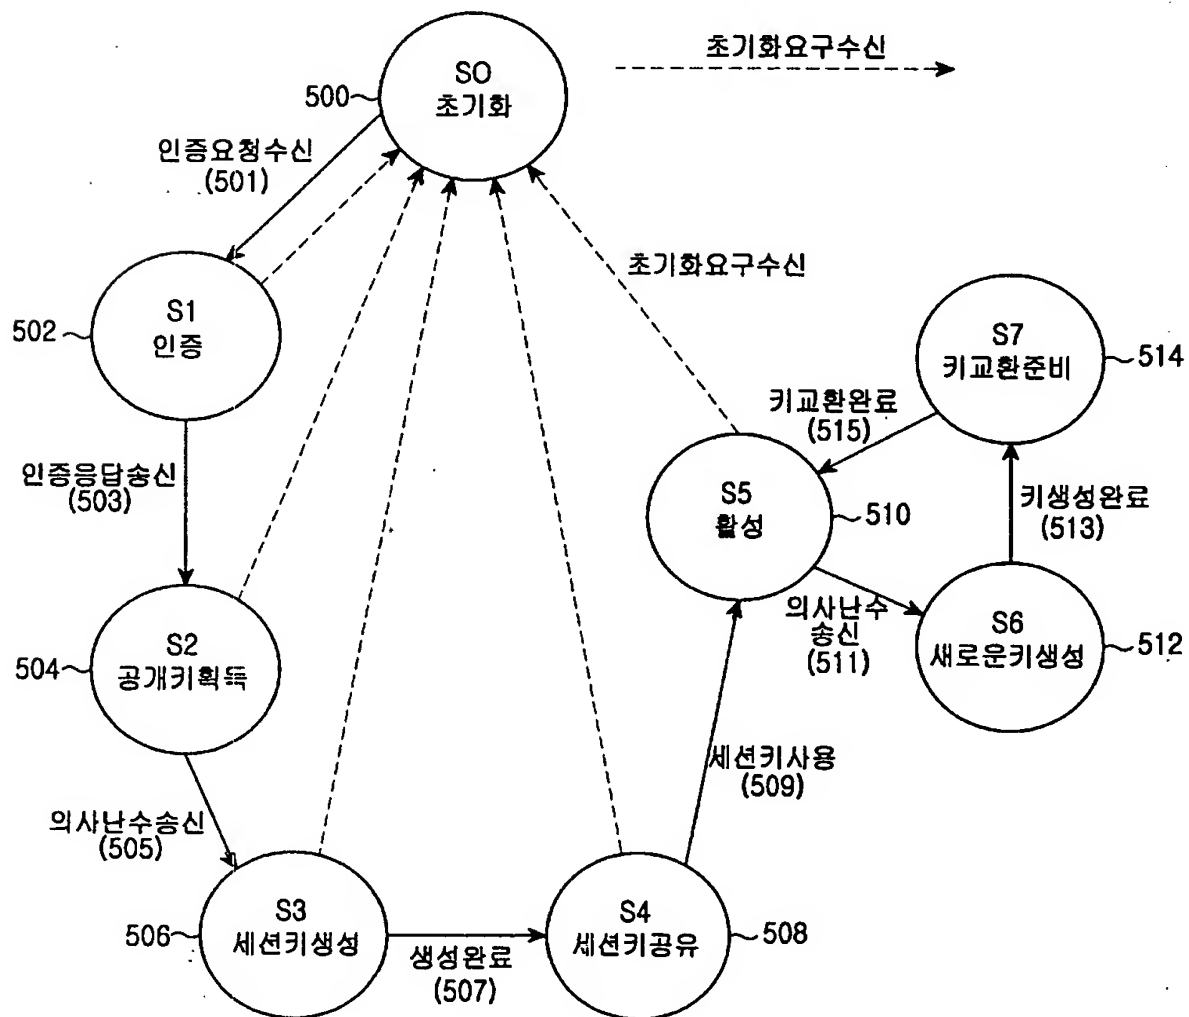 초기화요구수신
S0
초기화
500
인증요청수신
(501)
초기화요구수신
S1
인증
502
S7
키교환준비
514
키교환완료
(515)
인증응답송신
(503)
S5
활성
510
키생성완료
(513)
의사난수
송신
(511)
S2
공개키획득
504
S6
새로운키생성
512
세션키사용
(509)
의사난수송신
(505)
S3
세션키생성
506
생성완료
(507)
S4
세션키공유
508